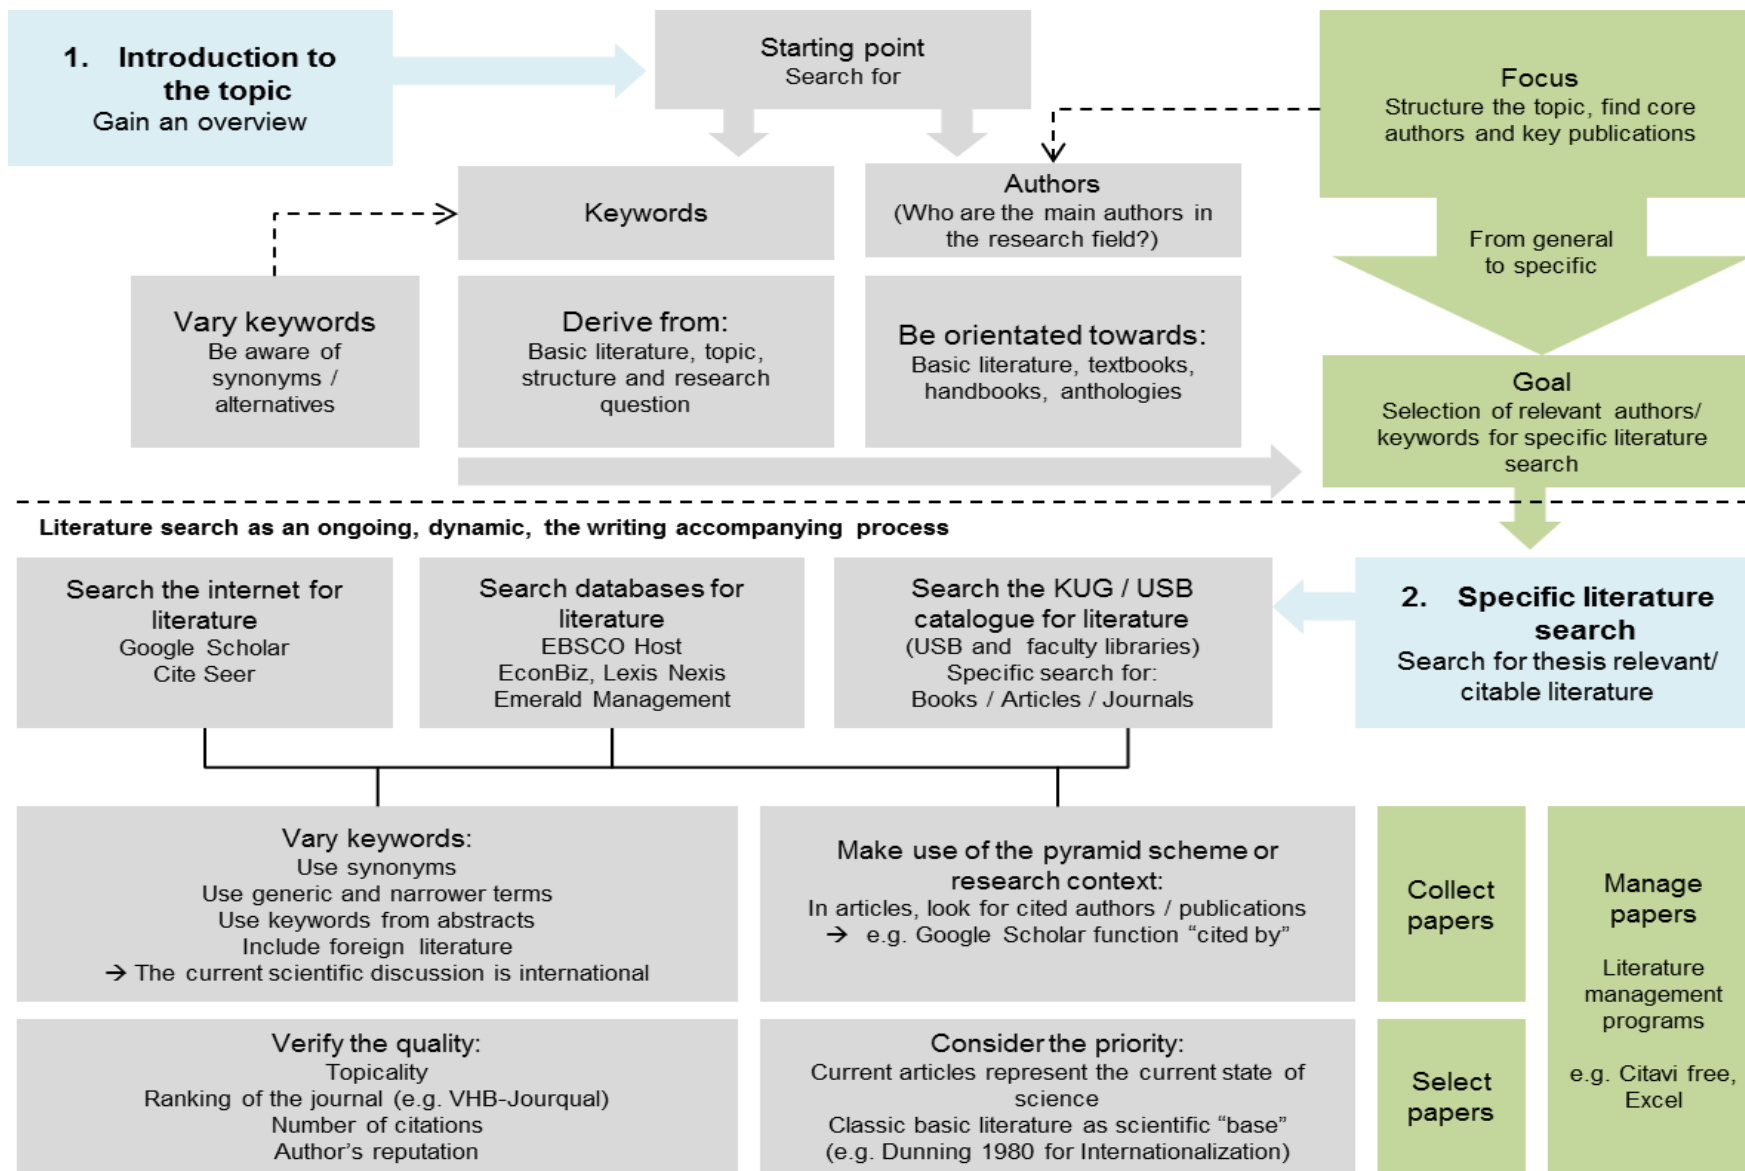 1. Introduction to
the topic
Gain an overview
Starting point
Search for
Focus
Structure the topic, find core
authors and key publications
Keywords
Authors
(Who are the main authors in
the research field?)
From general
to specific
Vary keywords
Be aware of
synonyms /
alternatives
Derive from:
Basic literature, topic,
structure and research
question
Be orientated towards:
Basic literature, textbooks,
handbooks, anthologies
Goal
Selection of relevant authors/
keywords for specific literature
search
Literature search as an ongoing, dynamic, the writing accompanying process
Search the internet for
literature
Google Scholar
Cite Seer
Search databases for
literature
EBSCO Host
EconBiz, Lexis Nexis
Emerald Management
Search the KUG / USB
catalogue for literature
(USB and faculty libraries)
Specific search for:
Books / Articles / Journals
2. Specific literature
search
Search for thesis relevant/
citable literature
Vary keywords:
Use synonyms
Use generic and narrower terms
Use keywords from abstracts
Include foreign literature
→ The current scientific discussion is international
Make use of the pyramid scheme or
research context:
In articles, look for cited authors / publications
→ e.g. Google Scholar function “cited by”
Collect
papers
Manage
papers
Literature
management
programs
e.g. Citavi free,
Excel
Verify the quality:
Topicality
Ranking of the journal (e.g. VHB-Jourqual)
Number of citations
Author's reputation
Consider the priority:
Current articles represent the current state of
science
Classic basic literature as scientific “base”
(e.g. Dunning 1980 for Internationalization)
Select
papers